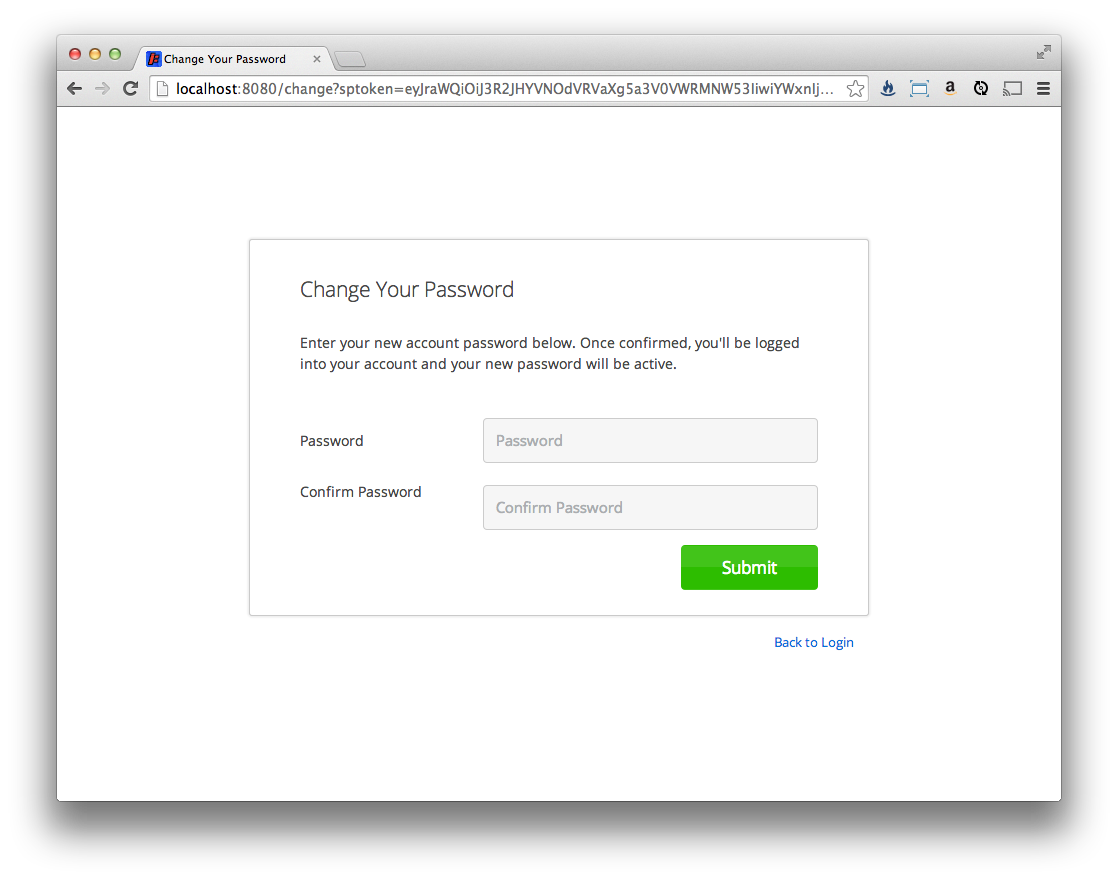 Change Your Password
localhost:8080/change?sptoken=eyJraWQiOiJ3R2JHYVNOdVRVaXg5a3V0VWRMNW53IiwiYWxnIj...
Change Your Password
Enter your new account password below. Once confirmed, you'll be logged
into your account and your new password will be active.
Password
Password
Confirm Password
Confirm Password
Submit
Back to Login